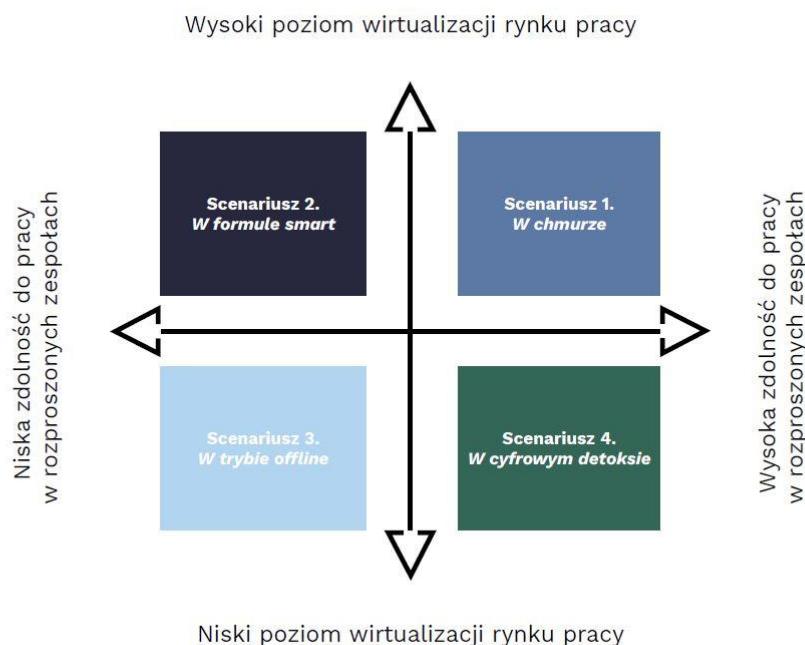 Wysoki poziom wirtualizacji rynku pracy
Niska zdolność do pracy
w rozproszonych zespołach
Scenariusz 2.
W formule smart
Scenariusz 1.
W chmurze
Scenariusz 3.
W trybie offline
Scenariusz 4.
W cyfrowym detoksie
Wysoka zdolność do pracy
w rozproszonych zespołach
Niski poziom wirtualizacji rynku pracy